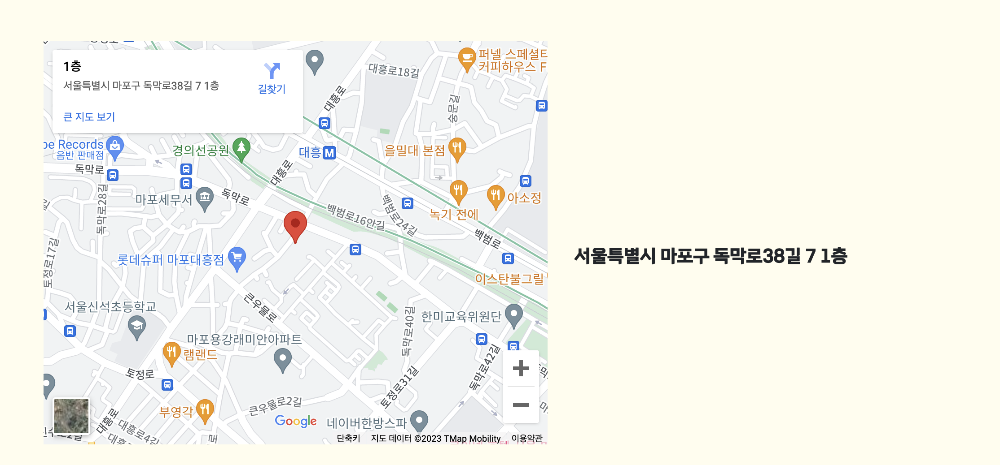 1층
서울특별시 마포구 독막로38길 7 1층
길찾기
큰 지도 보기
퍼넬 스페셜티
커피하우스 F
대흥로18길
대흥로
숭문길
Records
음반 판매점
경의선공원
대흥
M
을밀대 본점
독막로
대흥로
독막로28길
마포세무서
독막로
아소정
녹기 전에
백범로16안길
백범로24길
백범로
토정로17길
롯데슈퍼 마포대흥점
이스탄불그릴
서울특별시 마포구 독막로38길 7 1층
서울신석초등학교
큰우물로
한미교육위원단
독막로40길
마포용강래미안아파트
램랜드
독막로42길
토정로
토정로31길
부영각
큰우물로2길
Google
네이버한방스파
대흥로
대흥로4길
단축키
지도 데이터 ©2023 TMap Mobility
이용약관